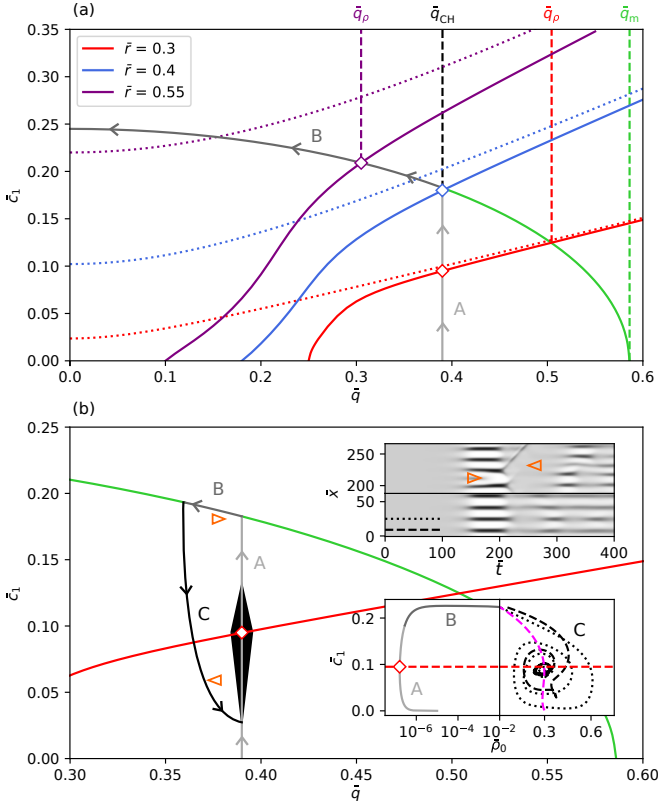 (a) q̄ρ q̄CH q̄ρ q̄m
0.35
0.30
0.25
0.20
0.15
0.10
0.05
0.00
c̄₁
r̄ = 0.3
r̄ = 0.4
r̄ = 0.55
B
A
0.0 0.1 0.2 0.3 0.4 0.5 0.6
q̄
(b)
0.25
0.20
0.15
0.10
0.05
0.00
c̄₁
B
A
C
250
200
50
0
x̄
0 100 200 300 400
t̄
B
C
A
0.2
0.1
0.0
c̄₁
10⁻⁶ 10⁻⁴ 10⁻² 0.3 0.6
ρ̄₀
0.30 0.35 0.40 0.45 0.50 0.55 0.60
q̄